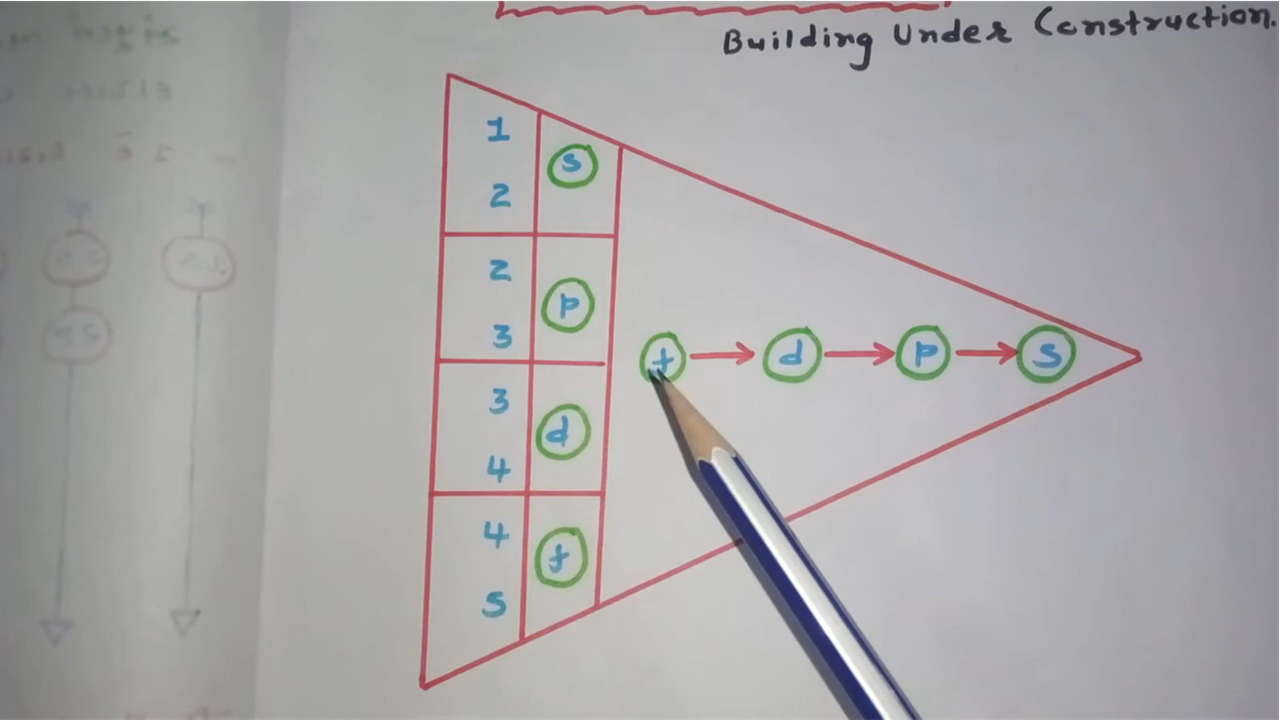 Building Under Construction.
1
2
s
2
3
p
3
4
d
4
5
f
f → d → p → s